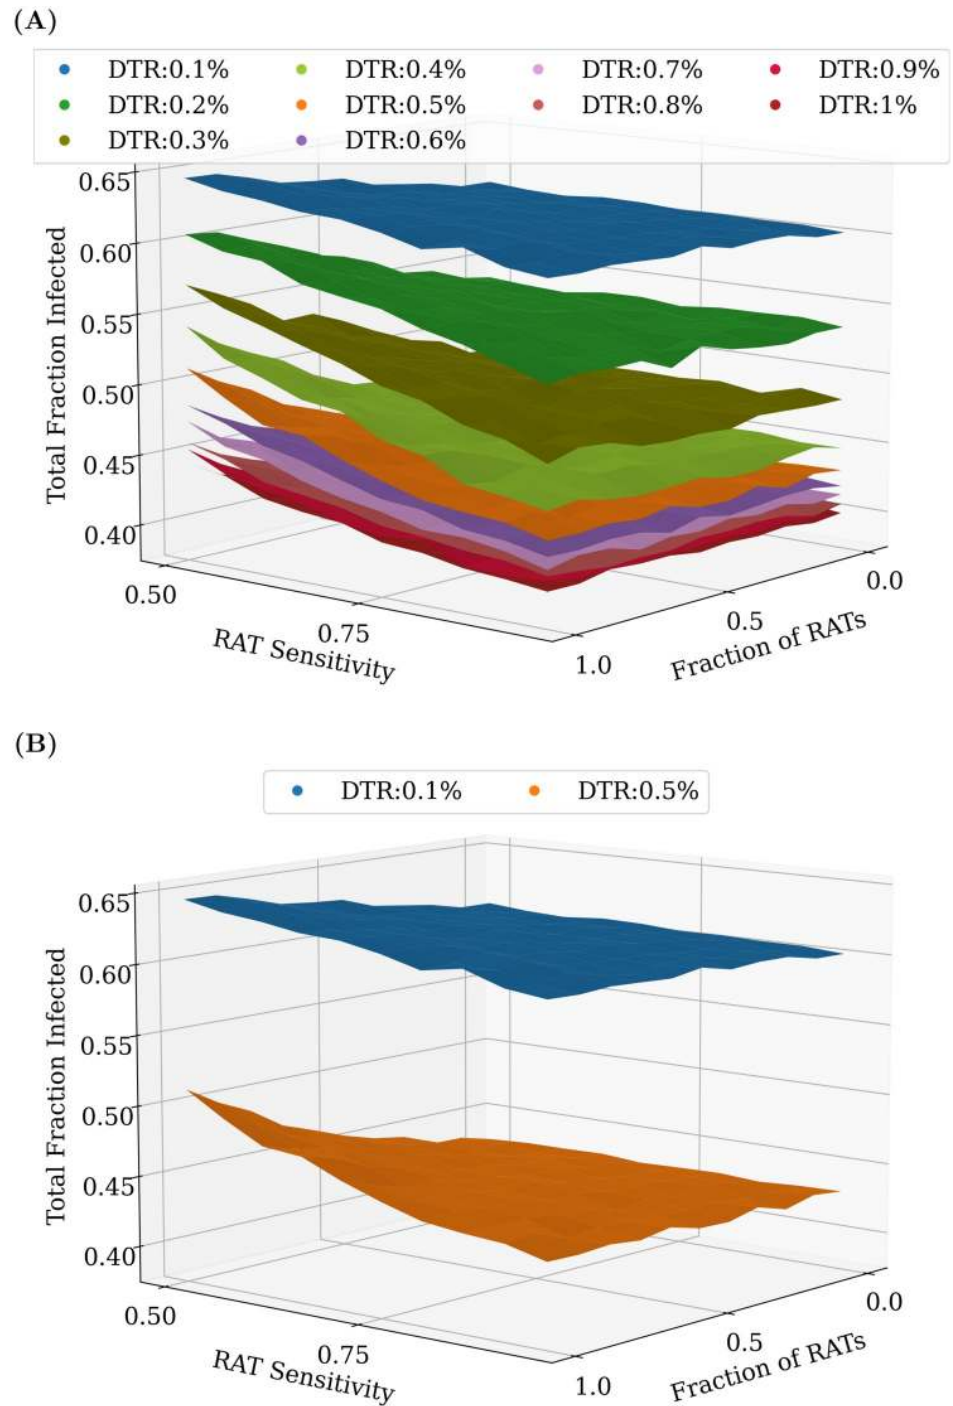 (A)
DTR:0.1% DTR:0.4% DTR:0.7% DTR:0.9%
DTR:0.2% DTR:0.5% DTR:0.8% DTR:1%
DTR:0.3% DTR:0.6%
0.65
0.60
0.55
0.50
0.45
0.40
Total Fraction Infected
0.50
0.75
RAT Sensitivity
0.0
0.5
1.0
Fraction of RATs
(B)
DTR:0.1% DTR:0.5%
0.65
0.60
0.55
0.50
0.45
0.40
Total Fraction Infected
0.50
0.75
RAT Sensitivity
0.0
0.5
1.0
Fraction of RATs